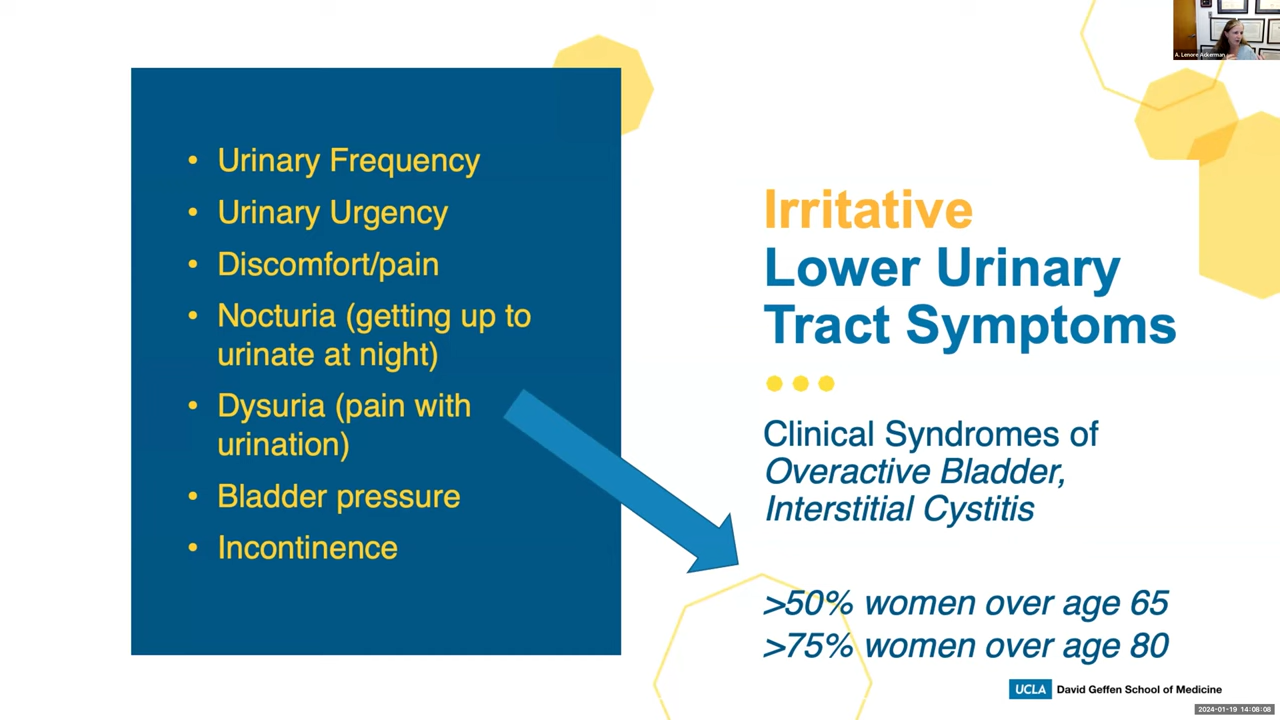 • Urinary Frequency
• Urinary Urgency
• Discomfort/pain
• Nocturia (getting up to
urinate at night)
• Dysuria (pain with
urination)
• Bladder pressure
• Incontinence
Irritative
Lower Urinary
Tract Symptoms
Clinical Syndromes of
Overactive Bladder,
Interstitial Cystitis
>50% women over age 65
>75% women over age 80
UCLA David Geffen School of Medicine
A. Lenore Ackerman
2024-01-19 14:08:08